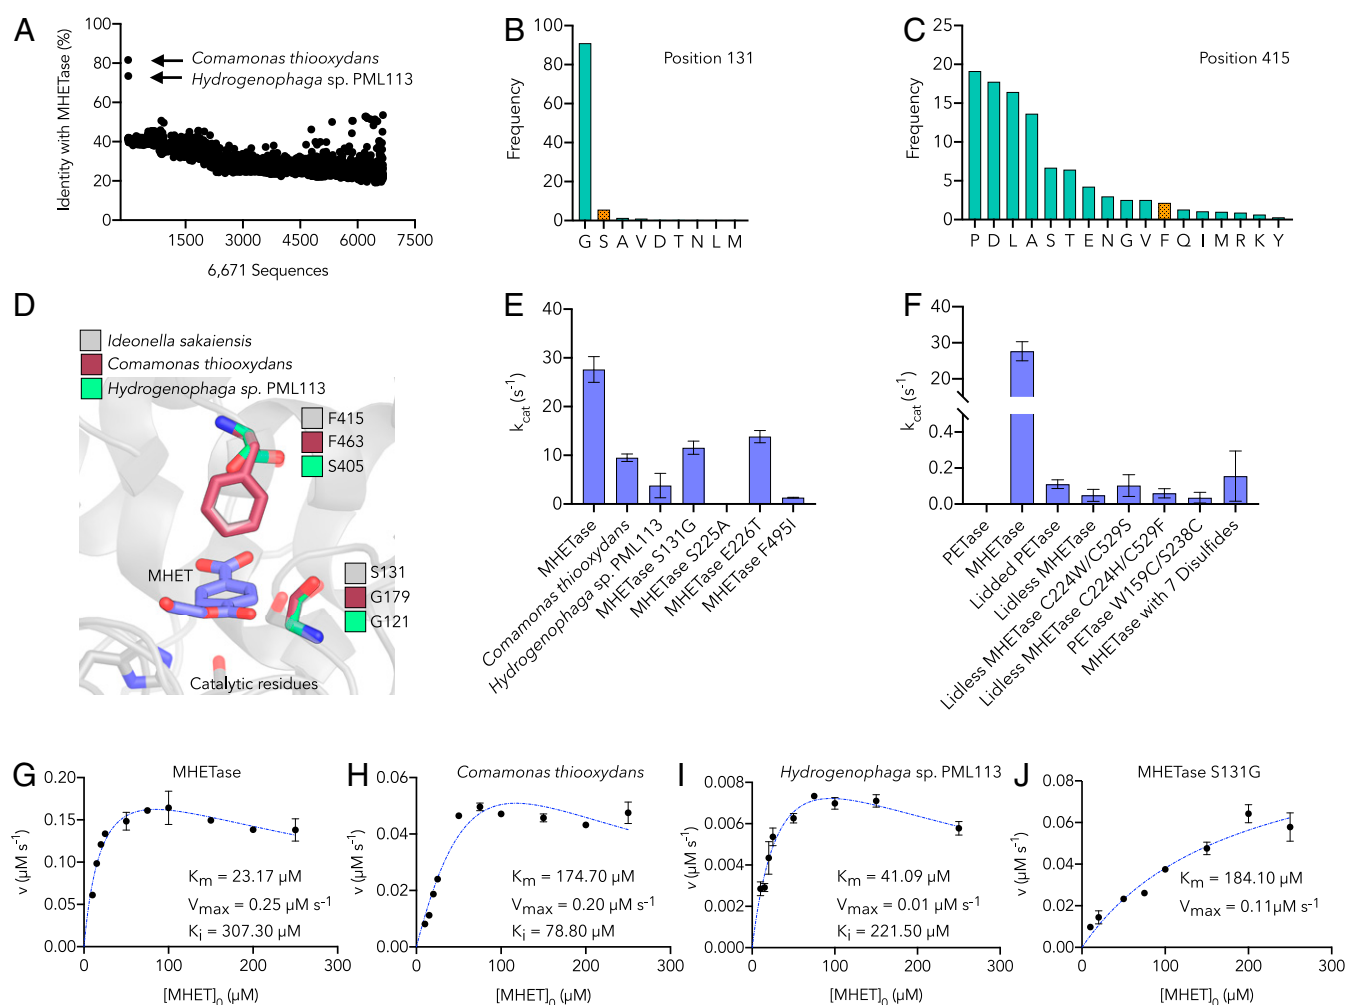 A
Identity with MHETase (%)
100
80
60
40
20
0
Comamonas thiooxydans
Hydrogenophaga sp. PML113
1500 3000 4500 6000 7500
6,671 Sequences
B
Position 131
Frequency
100
80
60
40
20
0
G S A V D T N L M
C
Position 415
Frequency
25
20
15
10
5
0
P D L A S T E N G V F Q I M R K Y
D
Ideonella sakaiensis
Comamonas thiooxydans
Hydrogenophaga sp. PML113
F415
F463
S405
MHET
S131
G179
G121
Catalytic residues
E
kcat (s-1)
40
30
20
10
0
MHETase
Comamonas thiooxydans
Hydrogenophaga sp. PML113
MHETase S131G
MHETase S225A
MHETase E226T
MHETase F495I
F
kcat (s-1)
40
30
20
0.4
0.2
0.0
PETase
MHETase
Lidded PETase
Lidless MHETase
Lidless MHETase C224W/C529S
Lidless MHETase C224H/C529F
PETase W159C/S238C
MHETase with 7 Disulfides
G
MHETase
v (µM s-1)
0.20
0.15
0.10
0.05
0.00
Km = 23.17 µM
Vmax = 0.25 µM s-1
Ki = 307.30 µM
0 100 200 300
[MHET]0 (µM)
H
Comamonas thiooxydans
v (µM s-1)
0.06
0.04
0.02
0.00
Km = 174.70 µM
Vmax = 0.20 µM s-1
Ki = 78.80 µM
0 100 200 300
[MHET]0 (µM)
I
Hydrogenophaga sp. PML113
v (µM s-1)
0.008
0.006
0.004
0.002
0.000
Km = 41.09 µM
Vmax = 0.01 µM s-1
Ki = 221.50 µM
0 100 200 300
[MHET]0 (µM)
J
MHETase S131G
v (µM s-1)
0.08
0.06
0.04
0.02
0.00
Km = 184.10 µM
Vmax = 0.11µM s-1
0 100 200 300
[MHET]0 (µM)